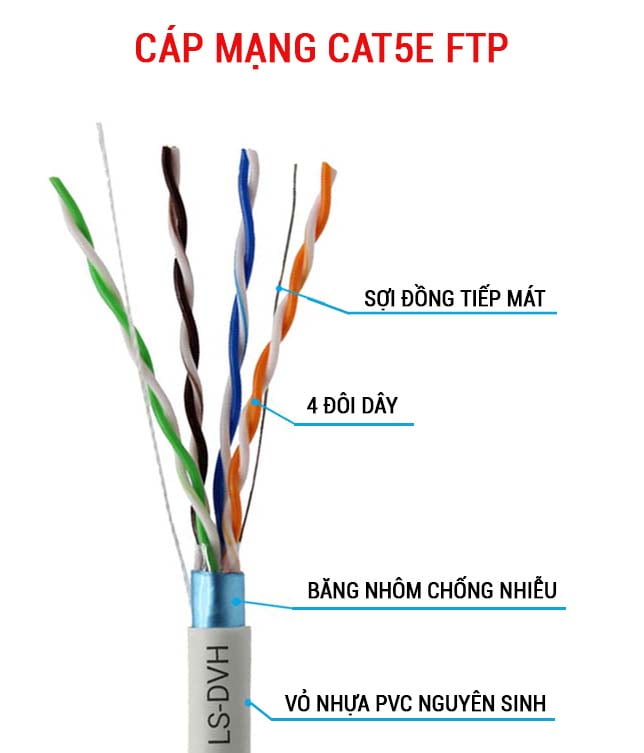 CÁP MẠNG CAT5E FTP
SỢI ĐỒNG TIẾP MÁT
4 ĐÔI DÂY
BĂNG NHÔM CHỐNG NHIỄU
LS-DVH
VỎ NHỰA PVC NGUYÊN SINH